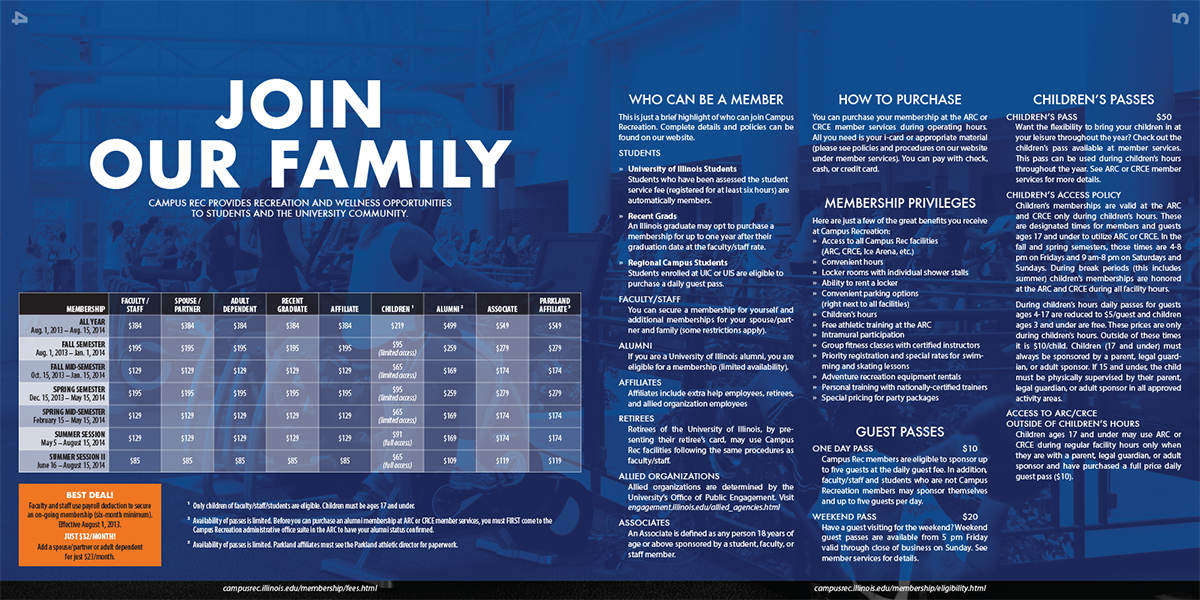 4
JOIN
OUR FAMILY
CAMPUS REC PROVIDES RECREATION AND WELLNESS OPPORTUNITIES
TO STUDENTS AND THE UNIVERSITY COMMUNITY.
MEMBERSHIP FACULTY / STAFF SPOUSE / PARTNER ADULT DEPENDENT RECENT GRADUATE AFFILIATE CHILDREN ¹ ALUMNI ² ASSOCIATE PARKLAND AFFILIATE ³
ALL YEAR
Aug. 1, 2013 – Aug. 15, 2014 $384 $384 $384 $384 $384 $219 $499 $549 $549
FALL SEMESTER
Aug. 1, 2013 – Jan. 1, 2014 $195 $195 $195 $195 $195 $95 (limited access) $259 $279 $279
FALL MID-SEMESTER
Oct. 15, 2013 – Jan. 15, 2014 $129 $129 $129 $129 $129 $65 (limited access) $169 $174 $174
SPRING SEMESTER
Dec. 15, 2013 – May 15, 2014 $195 $195 $195 $195 $195 $95 (limited access) $259 $279 $279
SPRING MID-SEMESTER
February 15 – May 15, 2014 $129 $129 $129 $129 $129 $65 (limited access) $169 $174 $174
SUMMER SESSION
May 5 – August 15, 2014 $129 $129 $129 $129 $129 $91 (full access) $169 $174 $174
SUMMER SESSION II
June 16 – August 15, 2014 $85 $85 $85 $85 $85 $65 (full access) $109 $119 $119
BEST DEAL!
Faculty and staff use payroll deduction to secure
an on-going membership (six-month minimum).
Effective August 1, 2013.
JUST $32/MONTH!
Add a spouse/partner or adult dependent
for just $23/month.
¹ Only children of faculty/staff/students are eligible. Children must be ages 17 and under.
² Availability of passes is limited. Before you can purchase an alumni membership at ARC or CRCE member services, you must FIRST come to the
Campus Recreation administrative office suite in the ARC to have your alumni status confirmed.
³ Availability of passes is limited. Parkland affiliates must see the Parkland athletic director for paperwork.
campusrec.illinois.edu/membership/fees.html
5
WHO CAN BE A MEMBER
This is just a brief highlight of who can join Campus
Recreation. Complete details and policies can be
found on our website.
STUDENTS
» University of Illinois Students
Students who have been assessed the student
service fee (registered for at least six hours) are
automatically members.
» Recent Grads
An Illinois graduate may opt to purchase a
membership for up to one year after their
graduation date at the faculty/staff rate.
» Regional Campus Students
Students enrolled at UIC or UIS are eligible to
purchase a daily guest pass.
FACULTY/STAFF
You can secure a membership for yourself and
additional memberships for your spouse/part-
ner and family (some restrictions apply).
ALUMNI
If you are a University of Illinois alumni, you are
eligible for a membership (limited availability).
AFFILIATES
Affiliates include extra help employees, retirees,
and allied organization employees
RETIREES
Retirees of the University of Illinois, by pre-
senting their retiree's card, may use Campus
Rec facilities following the same procedures as
faculty/staff.
ALLIED ORGANIZATIONS
Allied organizations are determined by the
University's Office of Public Engagement. Visit
engagement.illinois.edu/allied_agencies.html
ASSOCIATES
An Associate is defined as any person 18 years of
age or above sponsored by a student, faculty, or
staff member.
HOW TO PURCHASE
You can purchase your membership at the ARC or
CRCE member services during operating hours.
All you need is your i-card or appropriate material
(please see policies and procedures on our website
under member services). You can pay with check,
cash, or credit card.
MEMBERSHIP PRIVILEGES
Here are just a few of the great benefits you receive
at Campus Recreation:
» Access to all Campus Rec facilities
(ARC, CRCE, Ice Arena, etc.)
» Convenient hours
» Locker rooms with individual shower stalls
» Ability to rent a locker
» Convenient parking options
(right next to all facilities)
» Children's hours
» Free athletic training at the ARC
» Intramural participation
» Group fitness classes with certified instructors
» Priority registration and special rates for swim-
ming and skating lessons
» Adventure recreation equipment rentals
» Personal training with nationally-certified trainers
» Special pricing for party packages
GUEST PASSES
ONE DAY PASS $10
Campus Rec members are eligible to sponsor up
to five guests at the daily guest fee. In addition,
faculty/staff and students who are not Campus
Recreation members may sponsor themselves
and up to five guests per day.
WEEKEND PASS $20
Have a guest visiting for the weekend? Weekend
guest passes are available from 5 pm Friday
valid through close of business on Sunday. See
member services for details.
CHILDREN'S PASSES
CHILDREN'S PASS $50
Want the flexibility to bring your children in at
your leisure throughout the year? Check out the
children's pass available at member services.
This pass can be used during children's hours
throughout the year. See ARC or CRCE member
services for more details.
CHILDREN'S ACCESS POLICY
Children's memberships are valid at the ARC
and CRCE only during children's hours. These
are designated times for members and guests
ages 17 and under to utilize ARC or CRCE. In the
fall and spring semesters, those times are 4-8
pm on Fridays and 9 am-8 pm on Saturdays and
Sundays. During break periods (this includes
summer) children's memberships are honored
at the ARC and CRCE during all facility hours.
During children's hours daily passes for guests
ages 4-17 are reduced to $5/guest and children
ages 3 and under are free. These prices are only
during children's hours. Outside of these times
it is $10/child. Children (17 and under) must
always be sponsored by a parent, legal guard-
ian, or adult sponsor. If 15 and under, the child
must be physically supervised by their parent,
legal guardian, or adult sponsor in all approved
activity areas.
ACCESS TO ARC/CRCE
OUTSIDE OF CHILDREN'S HOURS
Children ages 17 and under may use ARC or
CRCE during regular facility hours only when
they are with a parent, legal guardian, or adult
sponsor and have purchased a full price daily
guest pass ($10).
campusrec.illinois.edu/membership/eligibility.html